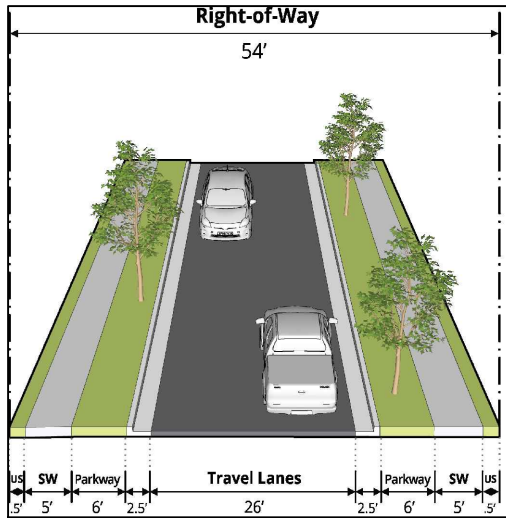 Right-of-Way
54’
US SW Parkway Travel Lanes Parkway SW US
.5’ 5’ 6’ 2.5’ 26’ 2.5’ 6’ 5’ .5’